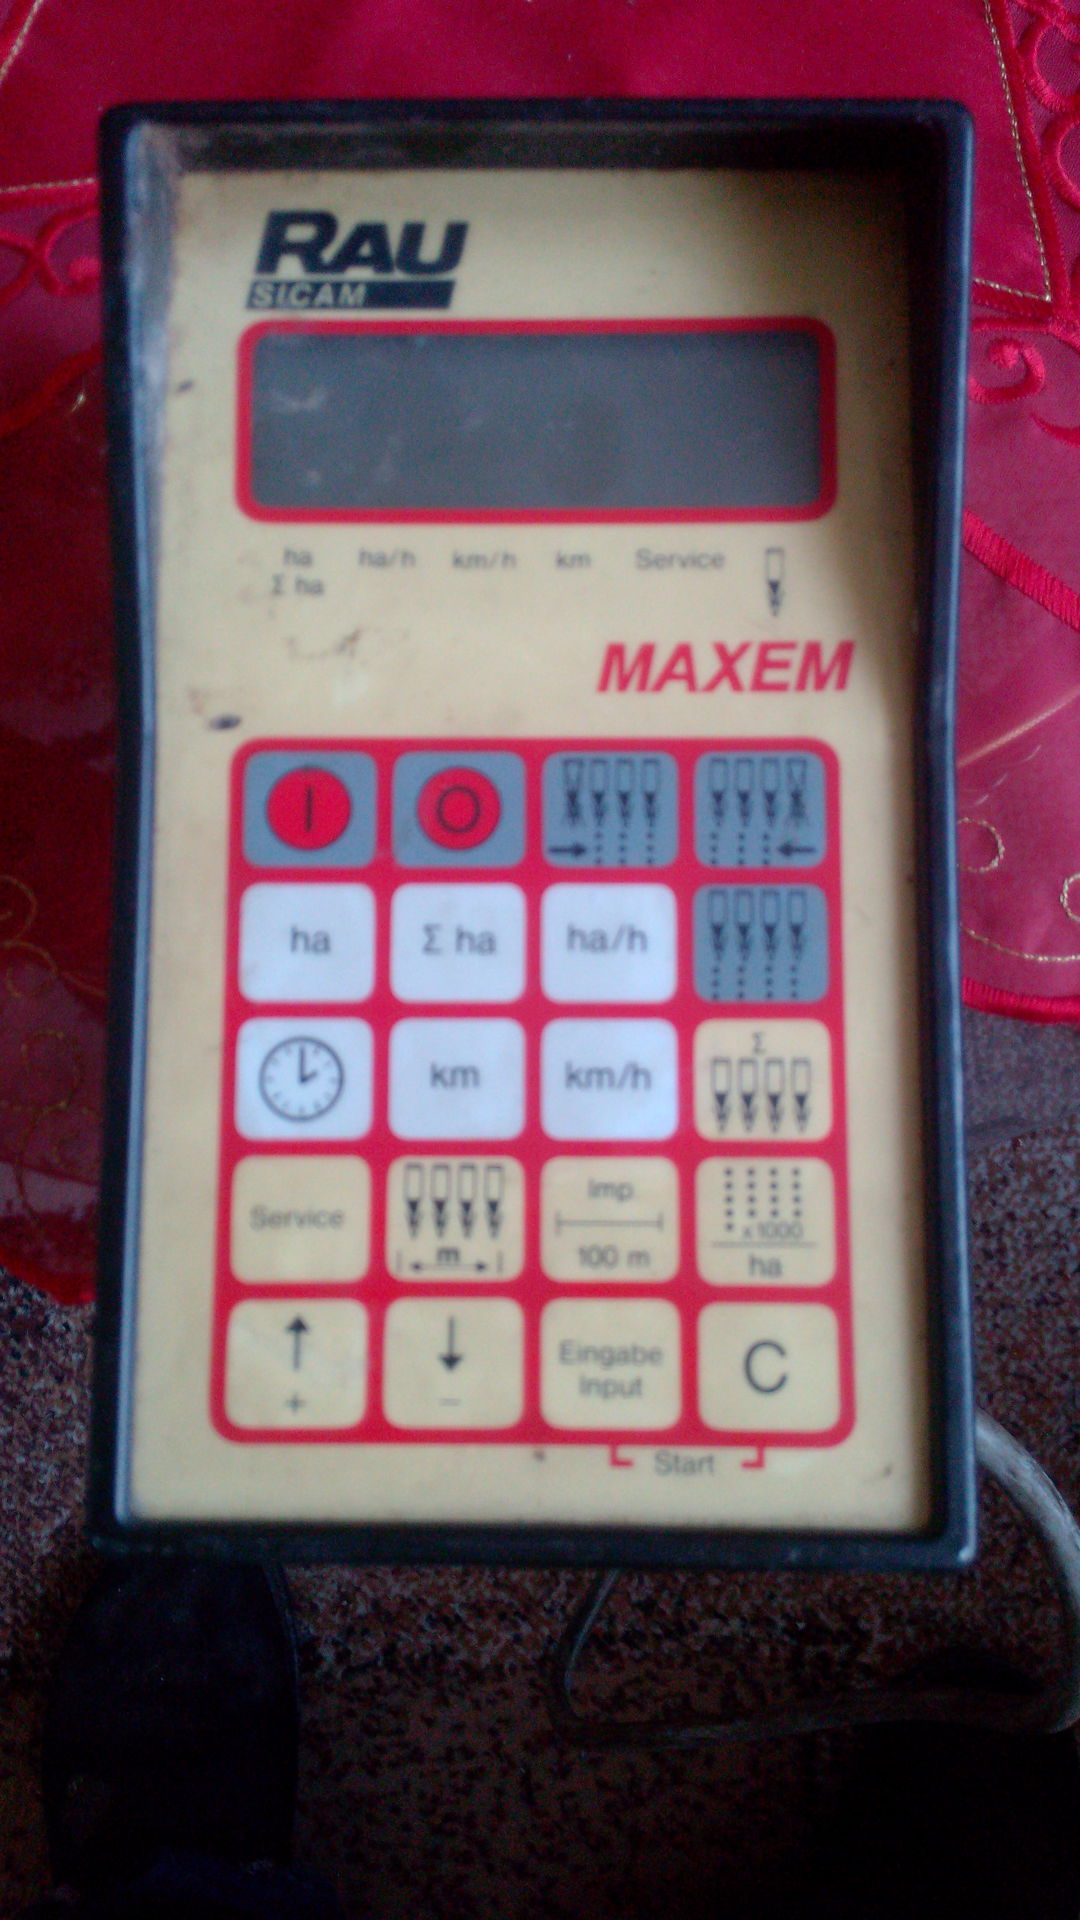 RAU
SICAM
ha ha/h km/h km Service
Σ ha
MAXEM
I O
ha Σ ha ha/h
km km/h Σ
Service m Imp x1000
100 m ha
+ - Eingabe C
Input
Start